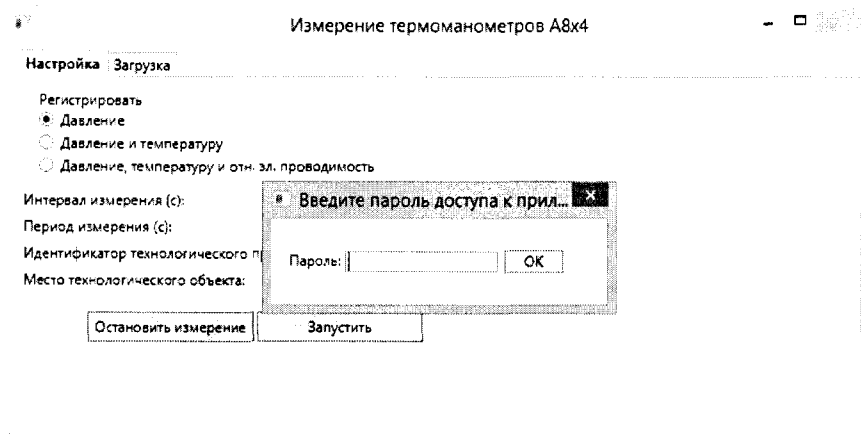 Измерение термоманометров А8х4
Настройка Загрузка
Регистрировать
Давление
Давление и температуру
Давление, температуру и отн. эл. проводимость
Интервал измерения (с):
Период измерения (с):
Идентификатор технологического п
Место технологического объекта:
Введите пароль доступа к прил...
Пароль:
OK
Остановить измерение Запустить